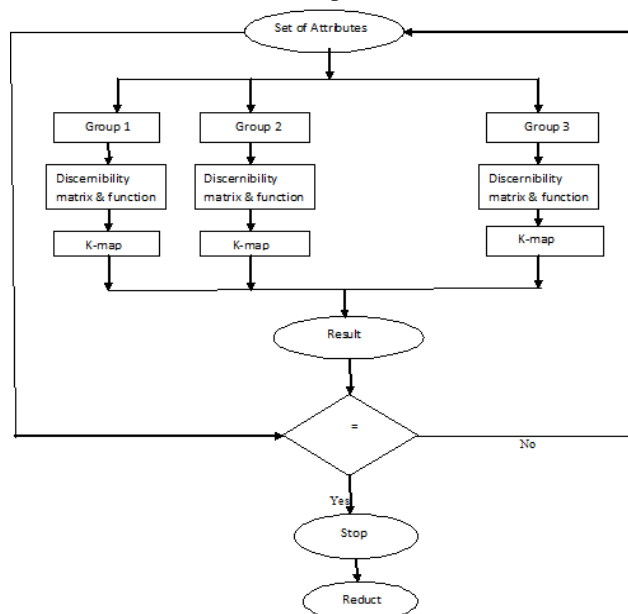 Set of Attributes
Group 1
Group 2
Group 3
Discernibility
matrix & function
Discernibility
matrix & function
Discernibility
matrix & function
K-map
K-map
K-map
Result
=
No
Yes
Stop
Reduct